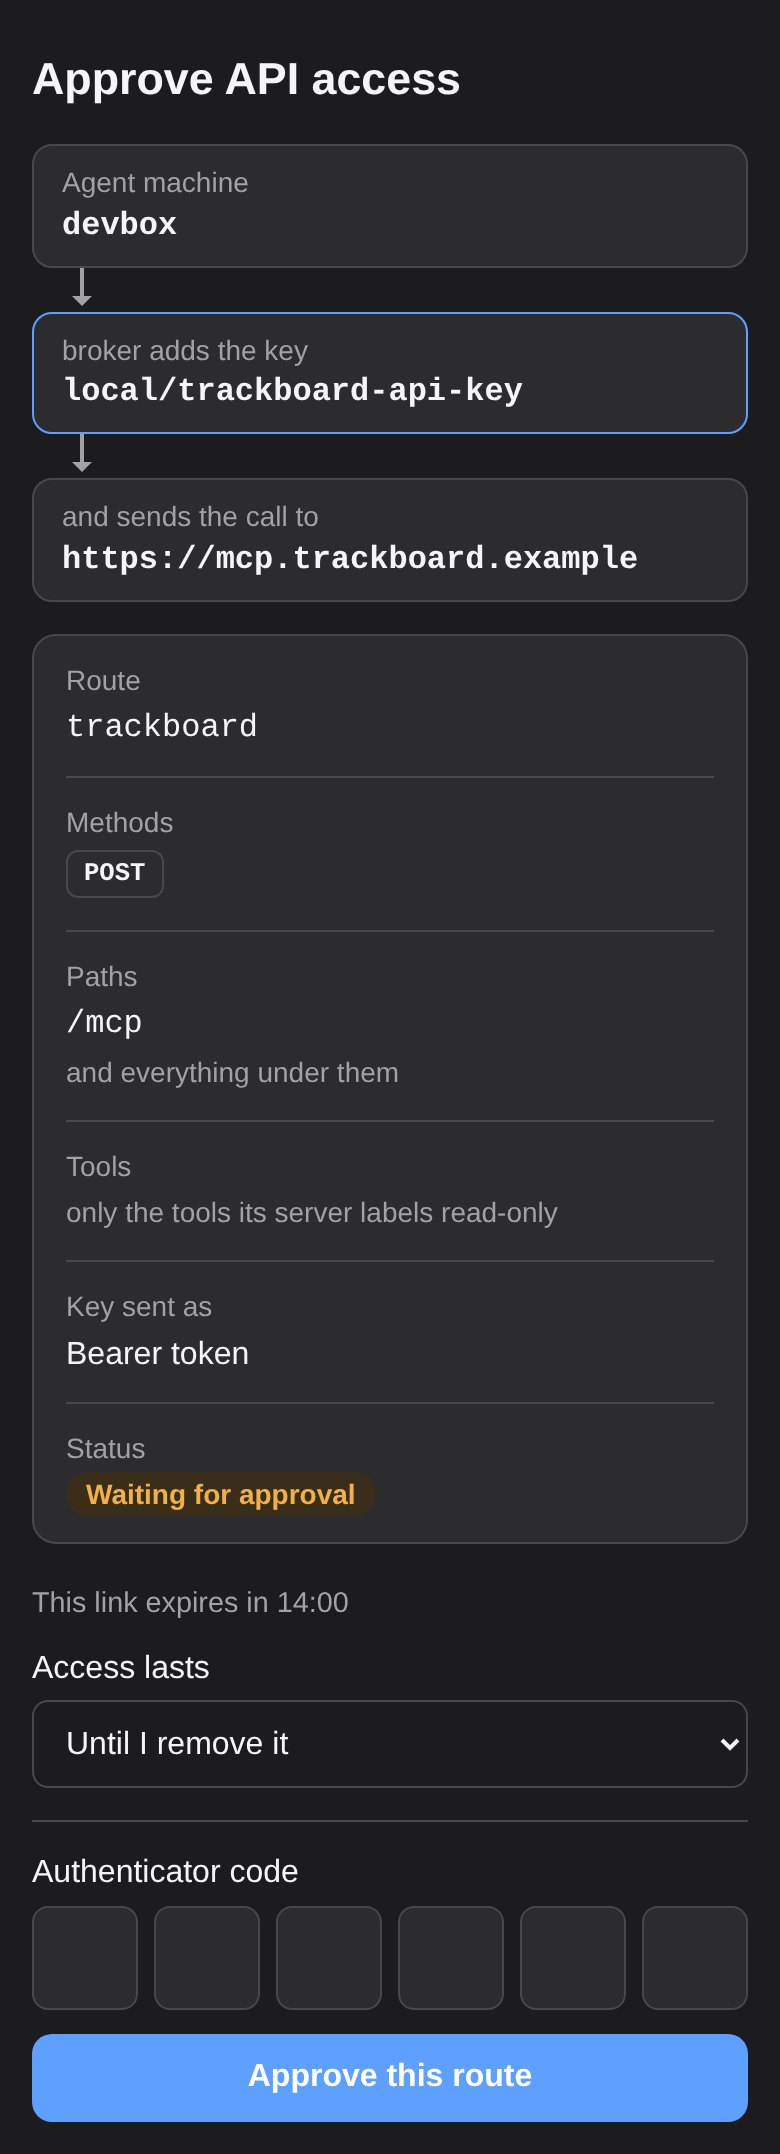 Approve API access
Agent machine
devbox
broker adds the key
local/trackboard-api-key
and sends the call to
https://mcp.trackboard.example
Route
trackboard
Methods
POST
Paths
/mcp
and everything under them
Tools
only the tools its server labels read-only
Key sent as
Bearer token
Status
Waiting for approval
This link expires in 14:00
Access lasts
Until I remove it
Authenticator code
Approve this route